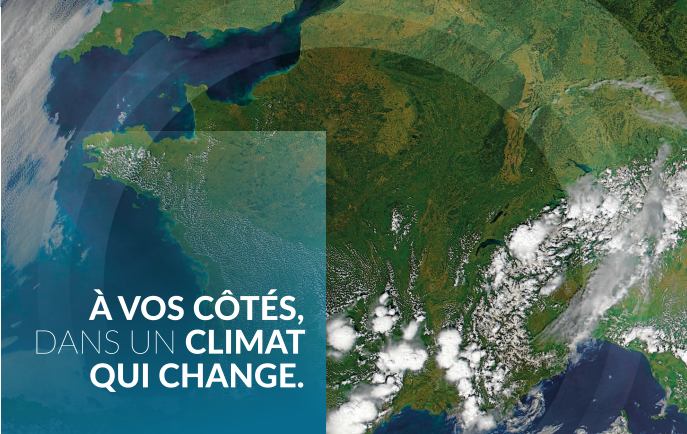 À VOS CÔTÉS,
DANS UN CLIMAT
QUI CHANGE.